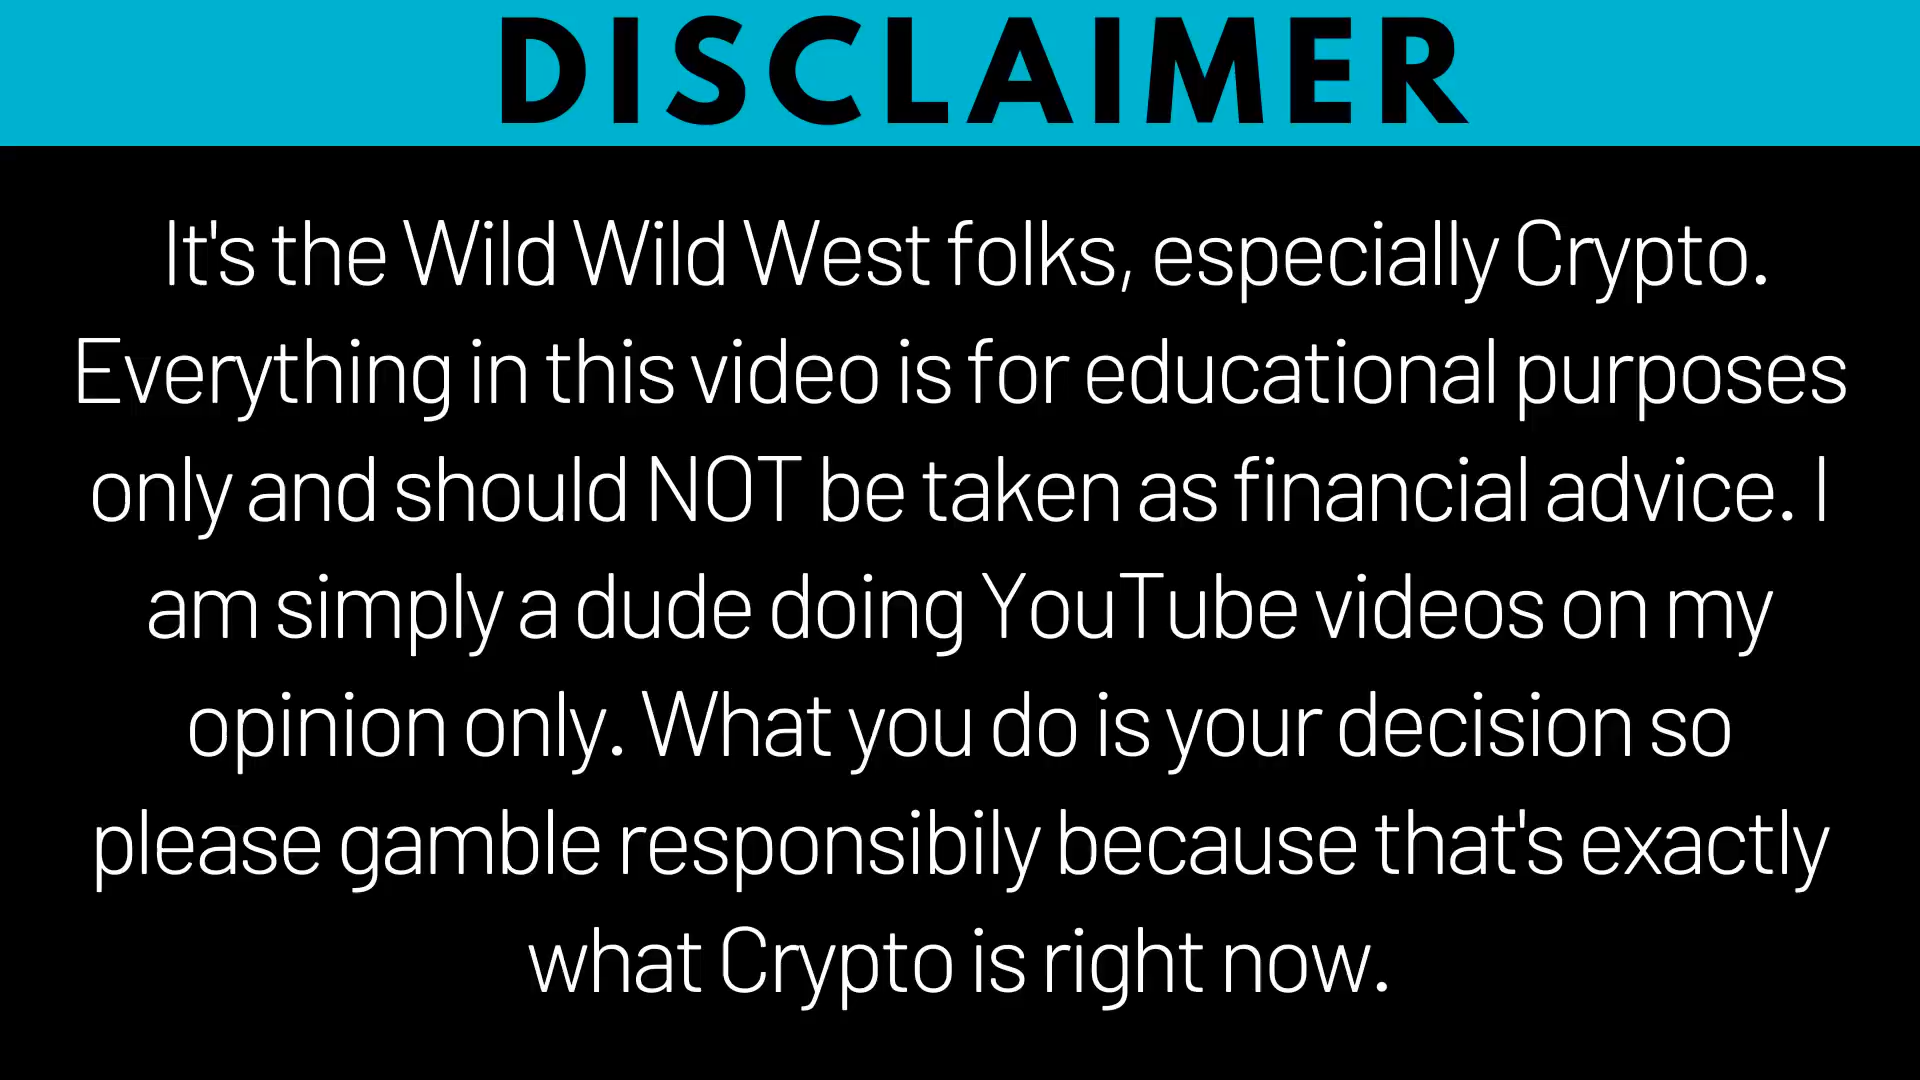 DISCLAIMER
It's the Wild Wild West folks, especially Crypto.
Everything in this video is for educational purposes
only and should NOT be taken as financial advice. I
am simply a dude doing YouTube videos on my
opinion only. What you do is your decision so
please gamble responsibily because that's exactly
what Crypto is right now.